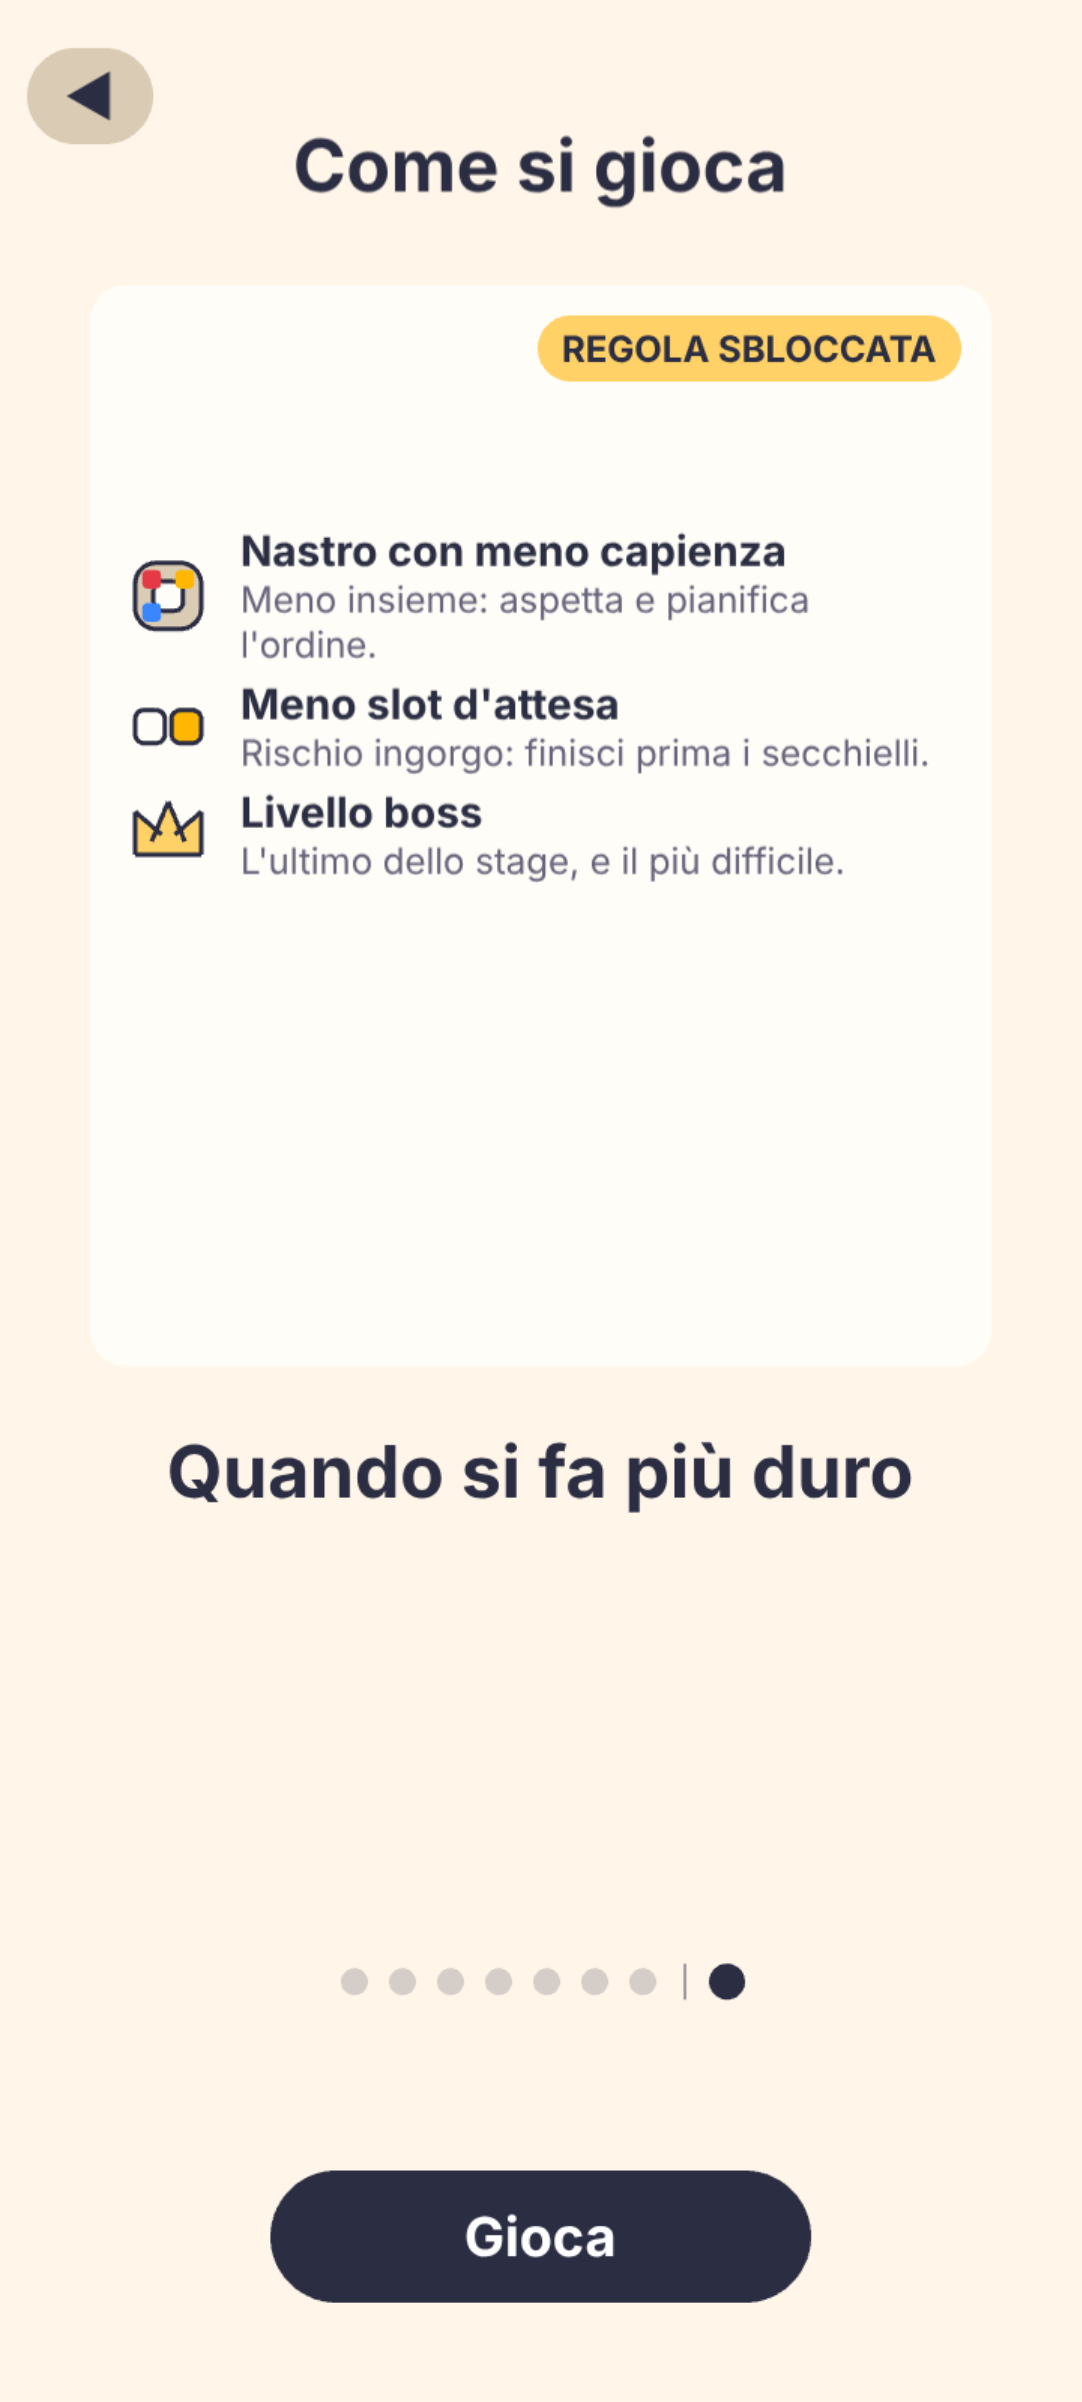 Come si gioca
REGOLA SBLOCCATA
Nastro con meno capienza
Meno insieme: aspetta e pianifica
l'ordine.
Meno slot d'attesa
Rischio ingorgo: finisci prima i secchielli.
Livello boss
L'ultimo dello stage, e il più difficile.
Quando si fa più duro
Gioca